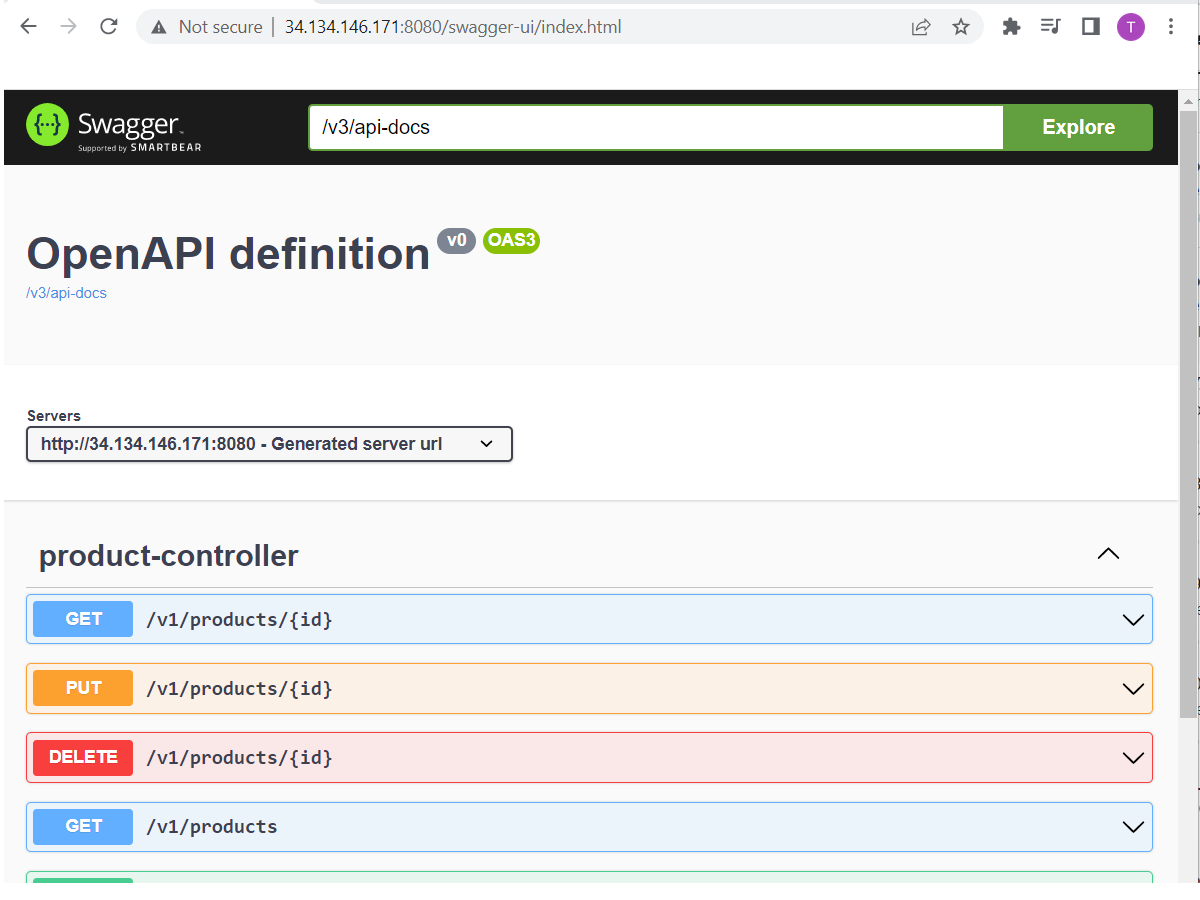 Not secure | 34.134.146.171:8080/swagger-ui/index.html
T
{···} Swagger
Supported by SMARTBEAR
/v3/api-docs
Explore
OpenAPI definition v0 OAS3
/v3/api-docs
Servers
http://34.134.146.171:8080 - Generated server url
product-controller
GET /v1/products/{id}
PUT /v1/products/{id}
DELETE /v1/products/{id}
GET /v1/products